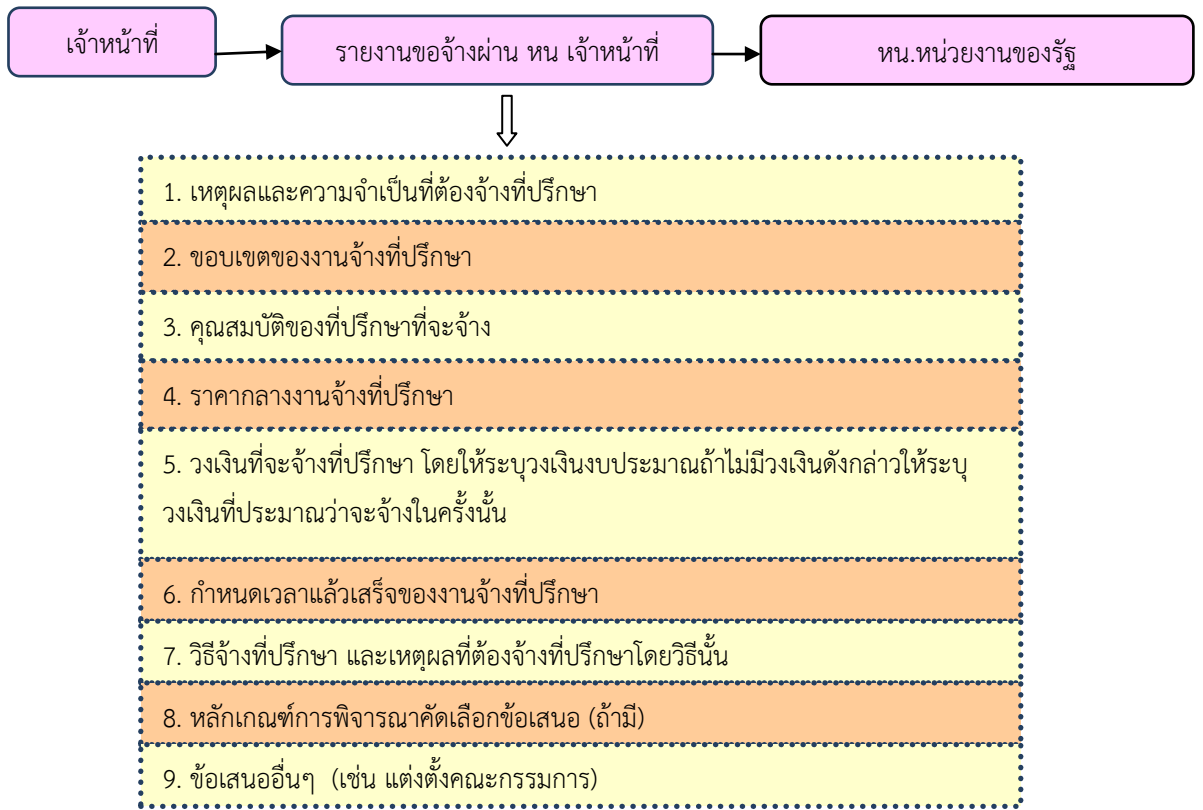 เจ้าหน้าที่
รายงานขอจ้างผ่าน หน เจ้าหน้าที่
หน.หน่วยงานของรัฐ
1. เหตุผลและความจำเป็นที่ต้องจ้างที่ปรึกษา
2. ขอบเขตของงานจ้างที่ปรึกษา
3. คุณสมบัติของที่ปรึกษาที่จะจ้าง
4. ราคากลางงานจ้างที่ปรึกษา
5. วงเงินที่จะจ้างที่ปรึกษา โดยให้ระบุวงเงินงบประมาณถ้าไม่มีวงเงินดังกล่าวให้ระบุ
วงเงินที่ประมาณว่าจะจ้างในครั้งนั้น
6. กำหนดเวลาแล้วเสร็จของงานจ้างที่ปรึกษา
7. วิธีจ้างที่ปรึกษา และเหตุผลที่ต้องจ้างที่ปรึกษาโดยวิธีนั้น
8. หลักเกณฑ์การพิจารณาคัดเลือกข้อเสนอ (ถ้ามี)
9. ข้อเสนออื่นๆ (เช่น แต่งตั้งคณะกรรมการ)